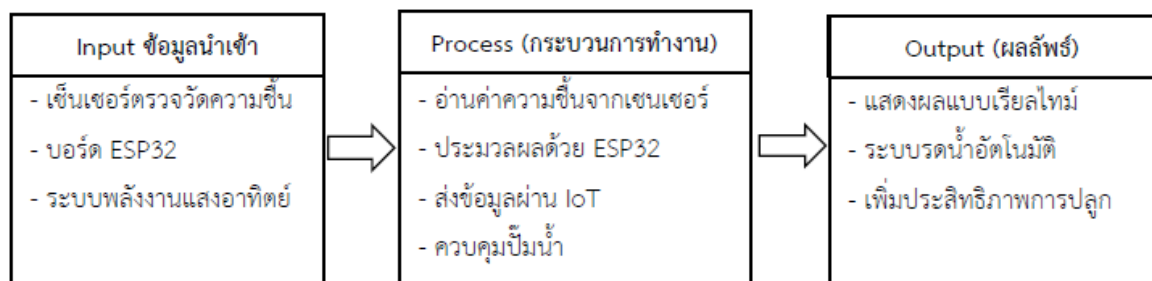 Input ข้อมูลนำเข้า
- เซ็นเซอร์ตรวจวัดความชื้น
- บอร์ด ESP32
- ระบบพลังงานแสงอาทิตย์
Process (กระบวนการทำงาน)
- อ่านค่าความชื้นจากเซนเซอร์
- ประมวลผลด้วย ESP32
- ส่งข้อมูลผ่าน IoT
- ควบคุมปั๊มน้ำ
Output (ผลลัพธ์)
- แสดงผลแบบเรียลไทม์
- ระบบรดน้ำอัตโนมัติ
- เพิ่มประสิทธิภาพการปลูก